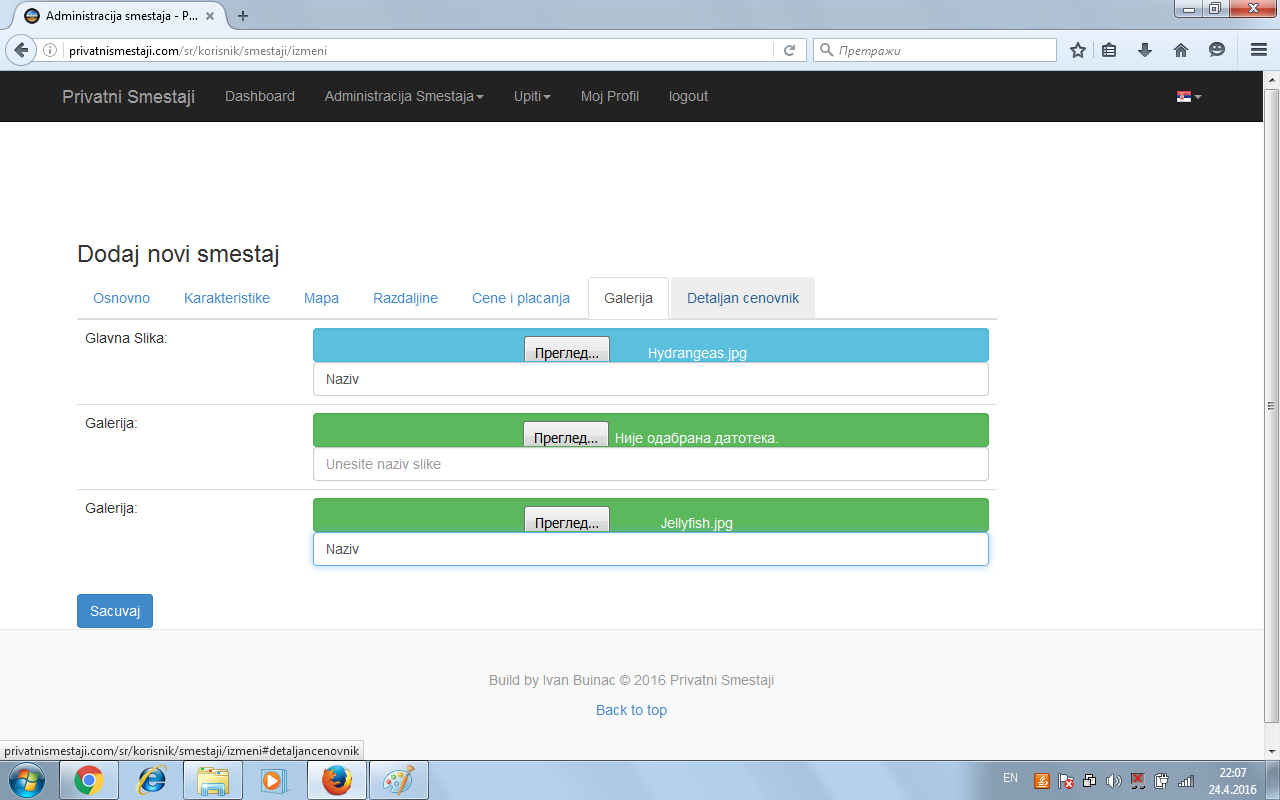 Administracija smestaja - P...
privatnismestaji.com/sr/korisnik/smestaji/izmeni
Претражи
Privatni Smestaji Dashboard Administracija Smestaja Upiti Moj Profil logout
Dodaj novi smestaj
Osnovno Karakteristike Mapa Razdaljine Cene i placanja Galerija Detaljan cenovnik
Glavna Slika:
Преглед... Hydrangeas.jpg
Naziv
Galerija:
Преглед... Није одабрана датотека.
Unesite naziv slike
Galerija:
Преглед... Jellyfish.jpg
Naziv
Sacuvaj
Build by Ivan Buinac © 2016 Privatni Smestaji
Back to top
privatnismestaji.com/sr/korisnik/smestaji/izmeni#detaljancenovnik
EN
22:07
24.4.2016